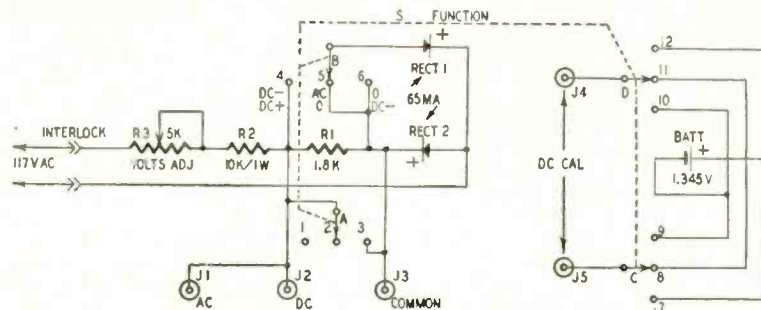 S FUNCTION
12
B
+
RECT 1
4
5
6
11
DC-
AC
D
DC-
DC+
C
J4
D
10
65MA
INTERLOCK
R3
5K
R2
R1
RECT 2
BATT
+
117VAC
VOLTS ADJ
10K/1W
1.8K
+
DC CAL
1.345V
A
1
2
3
9
J1
J2
J3
J5
C
8
AC
DC
COMMON
7